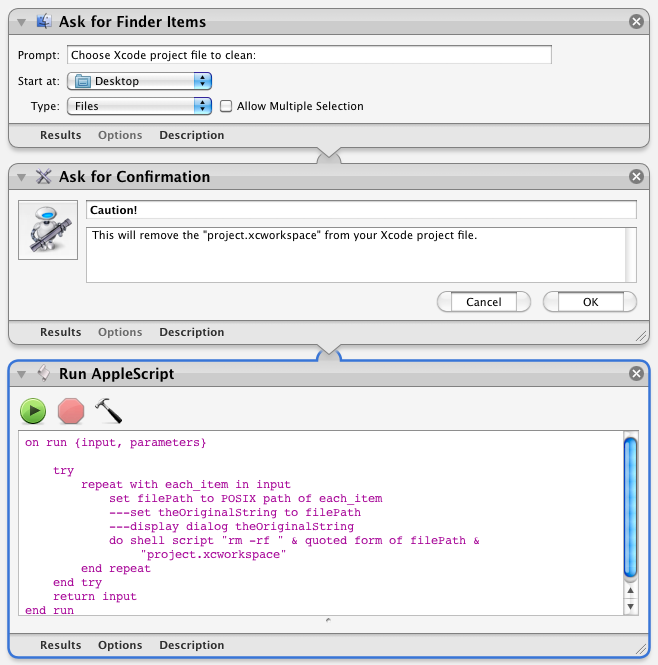 Ask for Finder Items
Prompt: Choose Xcode project file to clean:
Start at: Desktop
Type: Files Allow Multiple Selection
Results Options Description
Ask for Confirmation
Caution!
This will remove the "project.xcworkspace" from your Xcode project file.
Cancel OK
Results Options Description
Run AppleScript
on run {input, parameters}
try
repeat with each_item in input
set filePath to POSIX path of each_item
---set theOriginalString to filePath
---display dialog theOriginalString
do shell script "rm -rf " & quoted form of filePath &
"project.xcworkspace"
end repeat
end try
return input
end run
Results Options Description